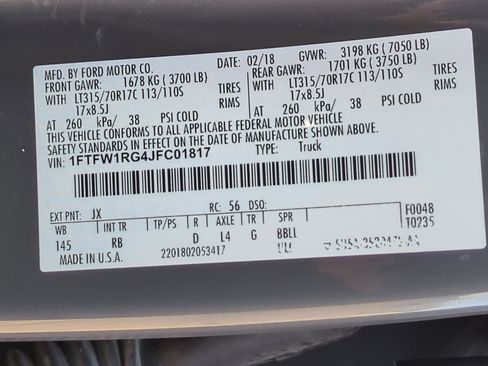 MFD. BY FORD MOTOR CO. DATE: 02/18 GVWR: 3198 KG (7050 LB)
FRONT GAWR: 1678 KG (3700 LB) REAR GAWR: 1701 KG (3750 LB)
WITH LT315/70R17C 113/110S TIRES WITH LT315/70R17C 113/110S TIRES
17x8.5J RIMS 17x8.5J RIMS
AT 260 kPa/ 38 PSI COLD AT 260 kPa/ 38 PSI COLD
THIS VEHICLE CONFORMS TO ALL APPLICABLE FEDERAL MOTOR VEHICLE
SAFETY STANDARDS IN EFFECT ON THE DATE OF MANUFACTURE SHOWN ABOVE.
VIN: 1FTFW1RG4JFC01817 TYPE: Truck
EXT PNT: JX RC: 56 DSO: F0048
WB INT TR TP/PS R AXLE TR SPR T0235
145 RB D L4 G BBLL
MADE IN U.S.A. 2201802053417